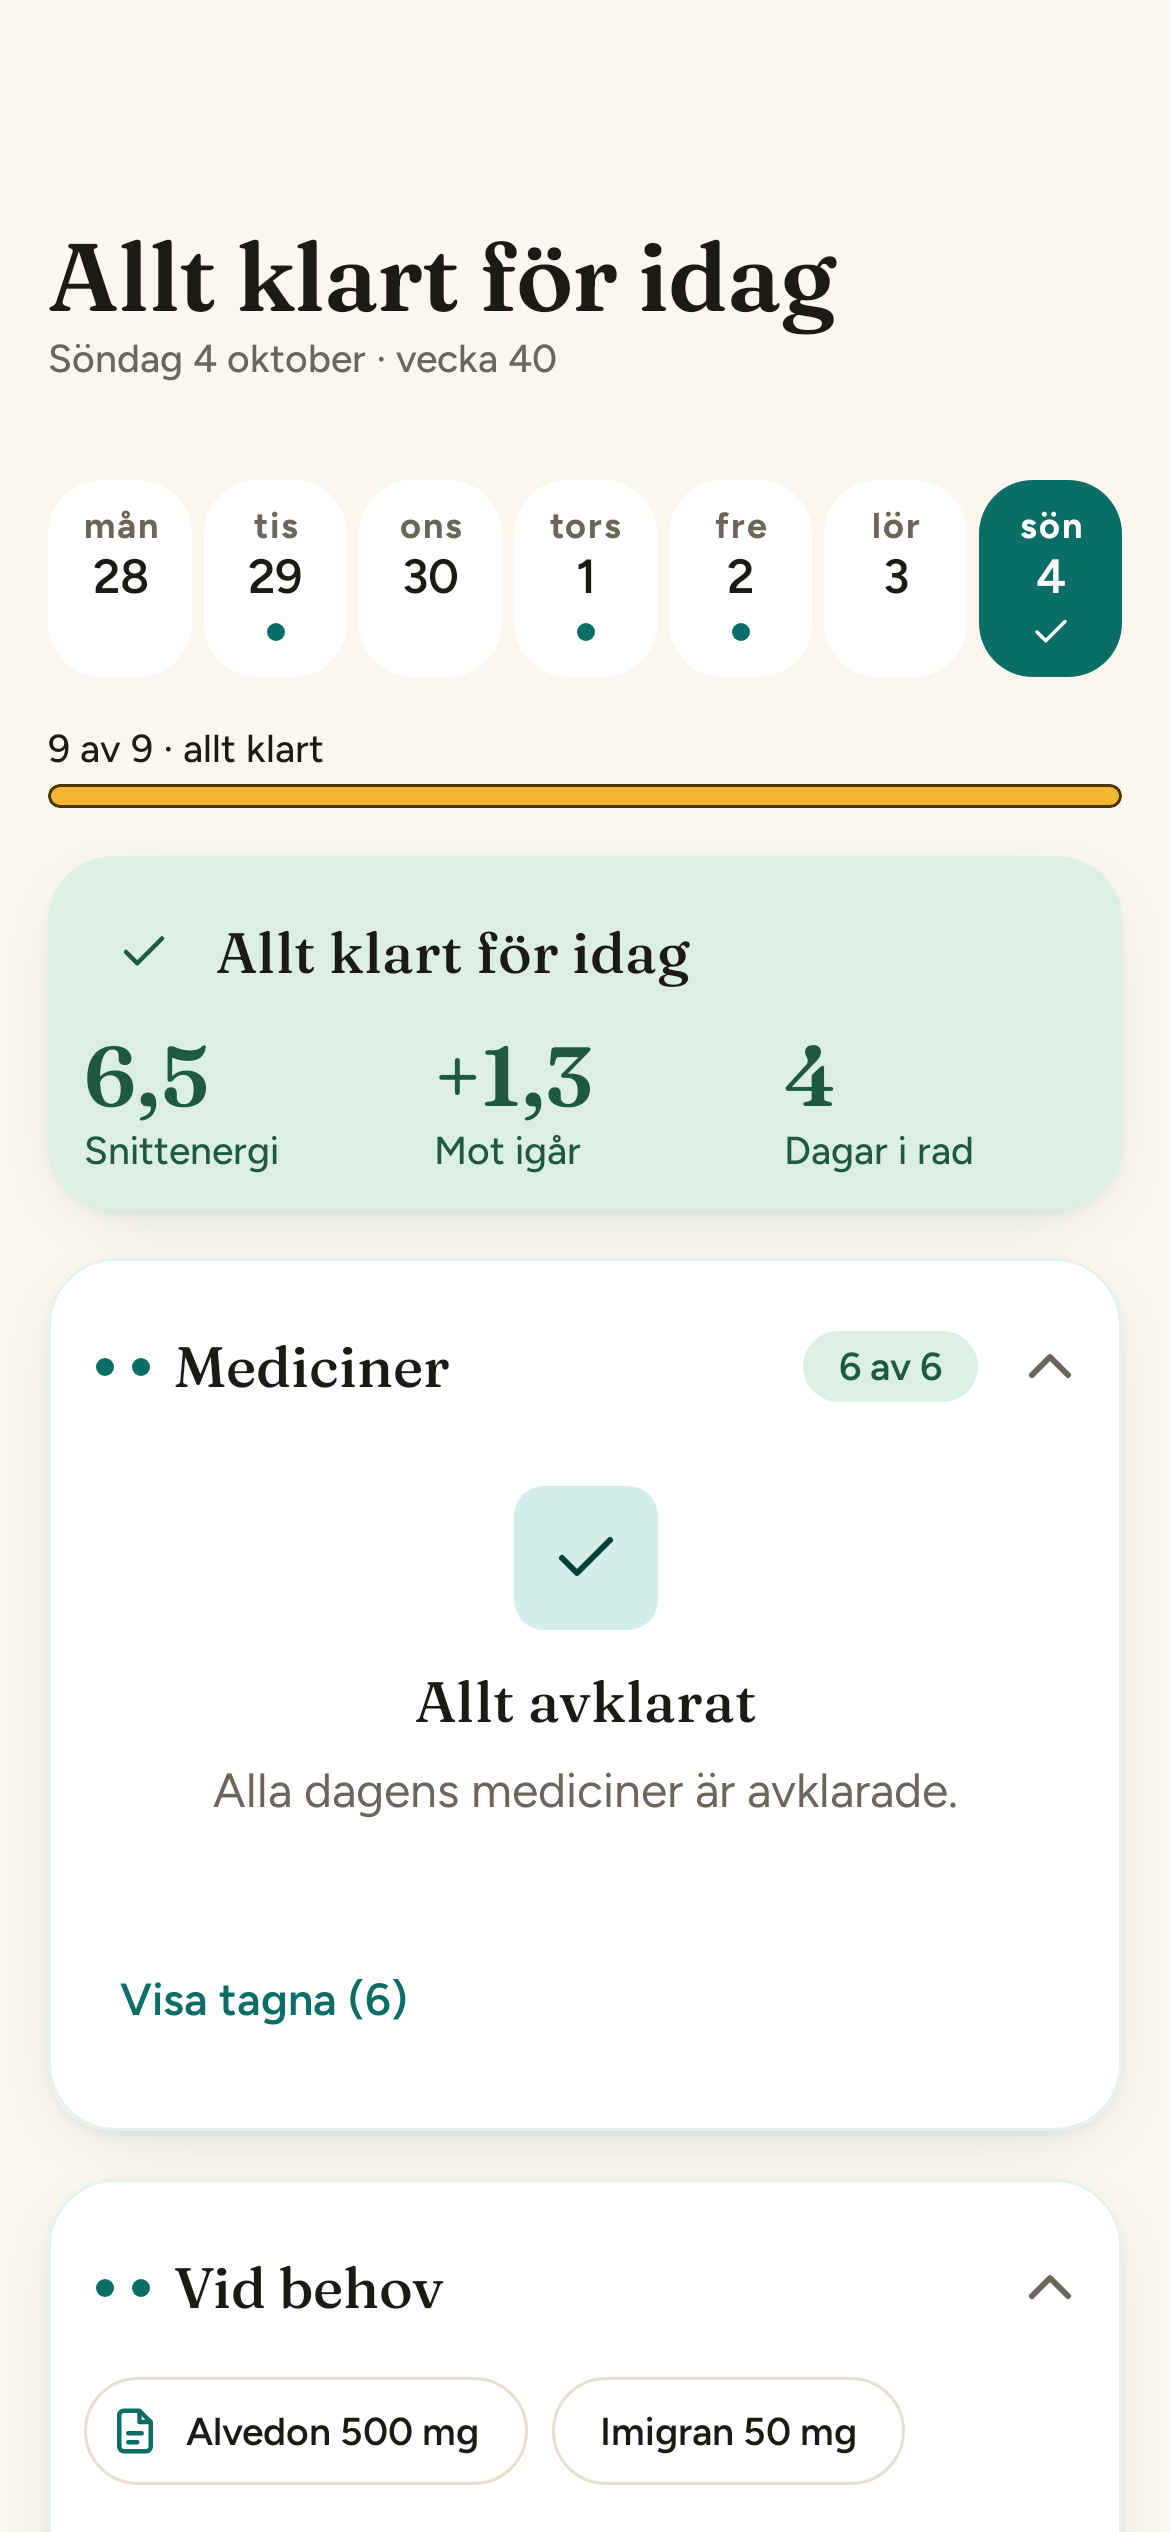 Allt klart för idag
Söndag 4 oktober · vecka 40
mån tis ons tors fre lör sön
28 29 30 1 2 3 4
9 av 9 · allt klart
Allt klart för idag
6,5 +1,3 4
Snittenergi Mot igår Dagar i rad
Mediciner 6 av 6
Allt avklarat
Alla dagens mediciner är avklarade.
Visa tagna (6)
Vid behov
Alvedon 500 mg Imigran 50 mg